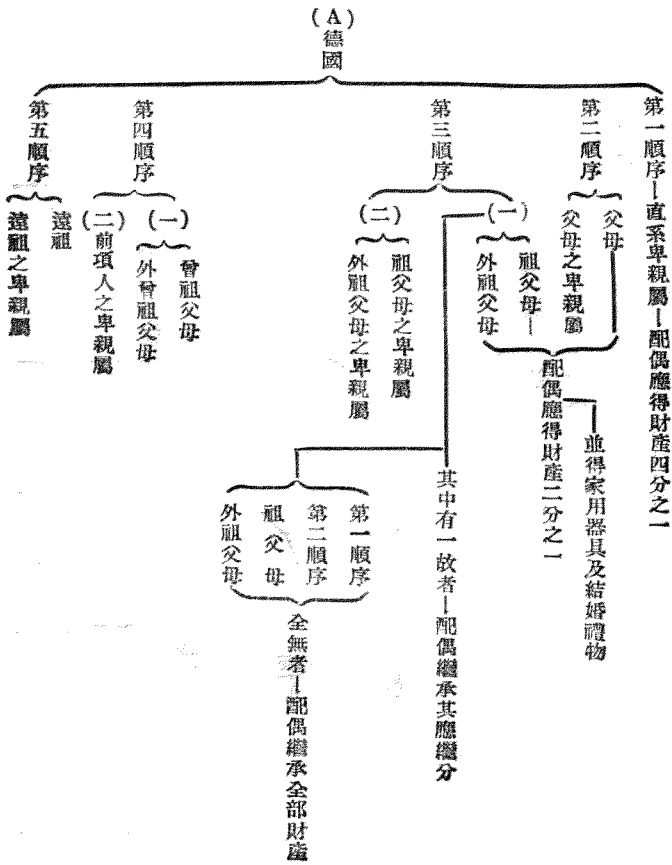 (A)德國
第一順序—直系卑親屬—配偶應得財產四分之一
第二順序
父母
父母之卑親屬
配偶應得財產二分之一
並得家用器具及結婚禮物
第三順序
(一)
祖父母—
外祖父母
其中有一故者—配偶繼承其應繼分
第一順序
第二順序
祖父母
外祖父母
全無者—配偶繼承全部財產
(二)
祖父母之卑親屬
外祖父母之卑親屬
第四順序
(一)
曾祖父母
外曾祖父母
(二)前項人之卑親屬
第五順序
遠祖
遠祖之卑親屬